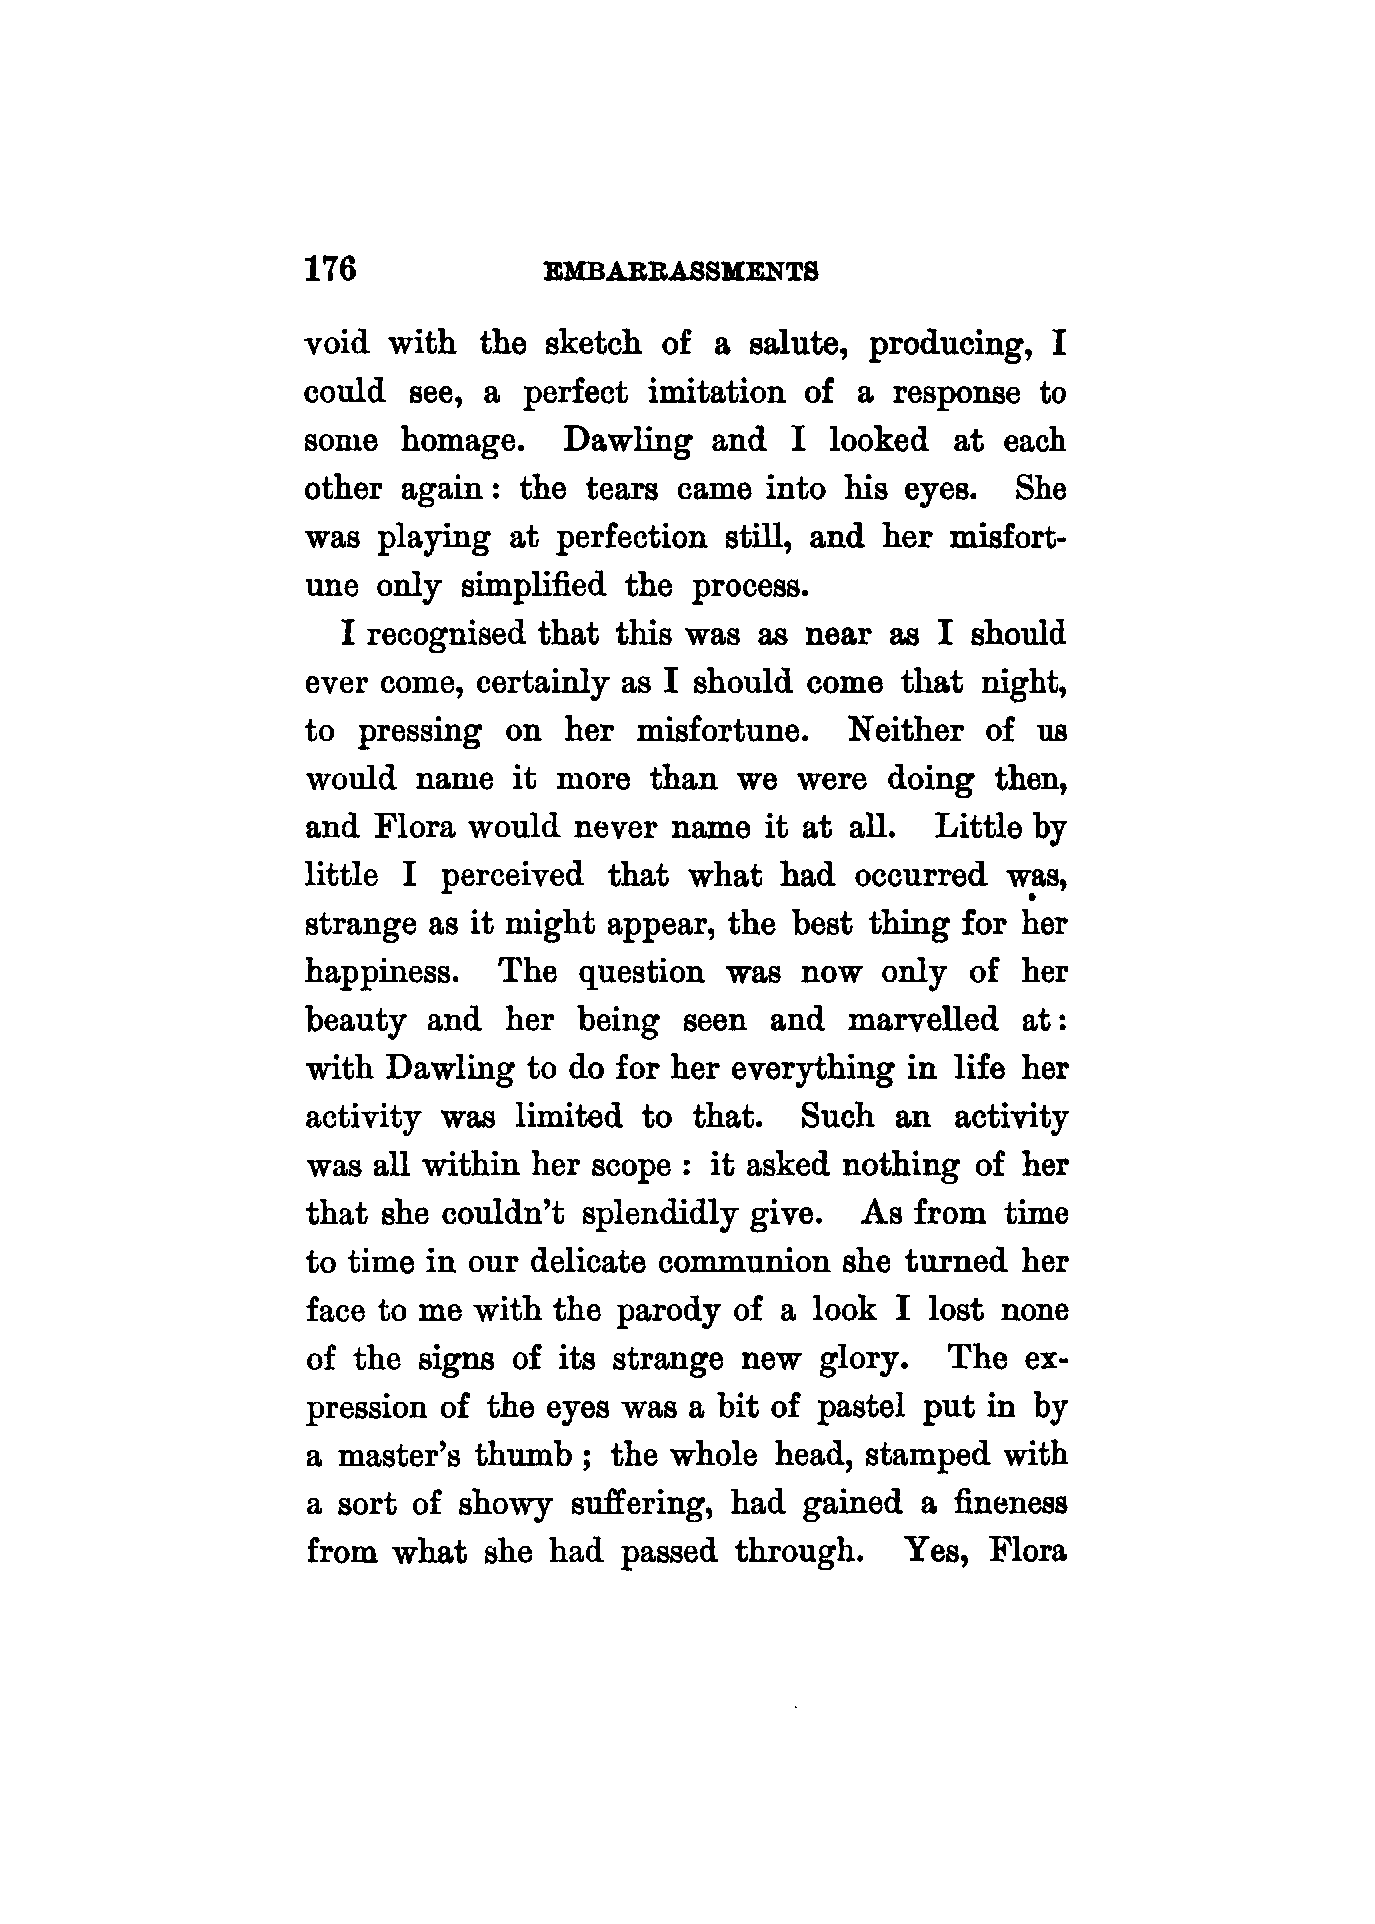 176 EMBARRASSMENTS
void with the sketch of a salute, producing, I
could see, a perfect imitation of a response to
some homage. Dawling and I looked at each
other again : the tears came into his eyes. She
was playing at perfection still, and her misfort-
une only simplified the process.
I recognised that this was as near as I should
ever come, certainly as I should come that night,
to pressing on her misfortune. Neither of us
would name it more than we were doing then,
and Flora would never name it at all. Little by
little I perceived that what had occurred was,
strange as it might appear, the best thing for her
happiness. The question was now only of her
beauty and her being seen and marvelled at :
with Dawling to do for her everything in life her
activity was limited to that. Such an activity
was all within her scope : it asked nothing of her
that she couldn't splendidly give. As from time
to time in our delicate communion she turned her
face to me with the parody of a look I lost none
of the signs of its strange new glory. The ex-
pression of the eyes was a bit of pastel put in by
a master's thumb ; the whole head, stamped with
a sort of showy suffering, had gained a fineness
from what she had passed through. Yes, Flora